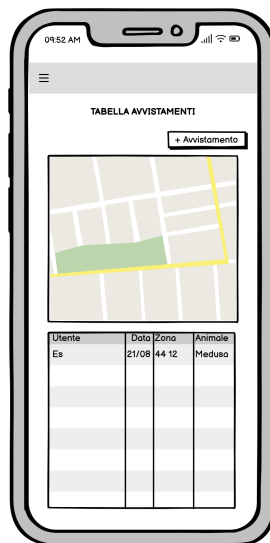 09:52 AM
TABELLA AVVISTAMENTI
+ Avvistamento
Utente Data Zona Animale
Es 21/08 44 12 Medusa